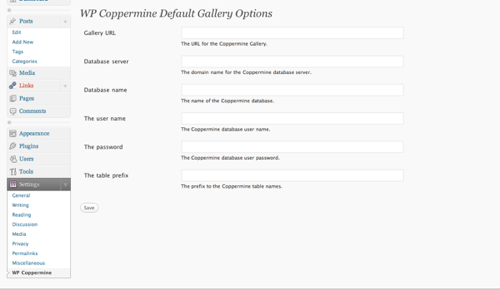 Posts
Edit
Add New
Tags
Categories
Media
Links
Pages
Comments
Appearance
Plugins
Users
Tools
Settings
General
Writing
Reading
Discussion
Media
Privacy
Permalinks
Miscellaneous
WP Coppermine
WP Coppermine Default Gallery Options
Gallery URL
The URL for the Coppermine Gallery.
Database server
The domain name for the Coppermine database server.
Database name
The name of the Coppermine database.
The user name
The Coppermine database user name.
The password
The Coppermine database user password.
The table prefix
The prefix to the Coppermine table names.
Save